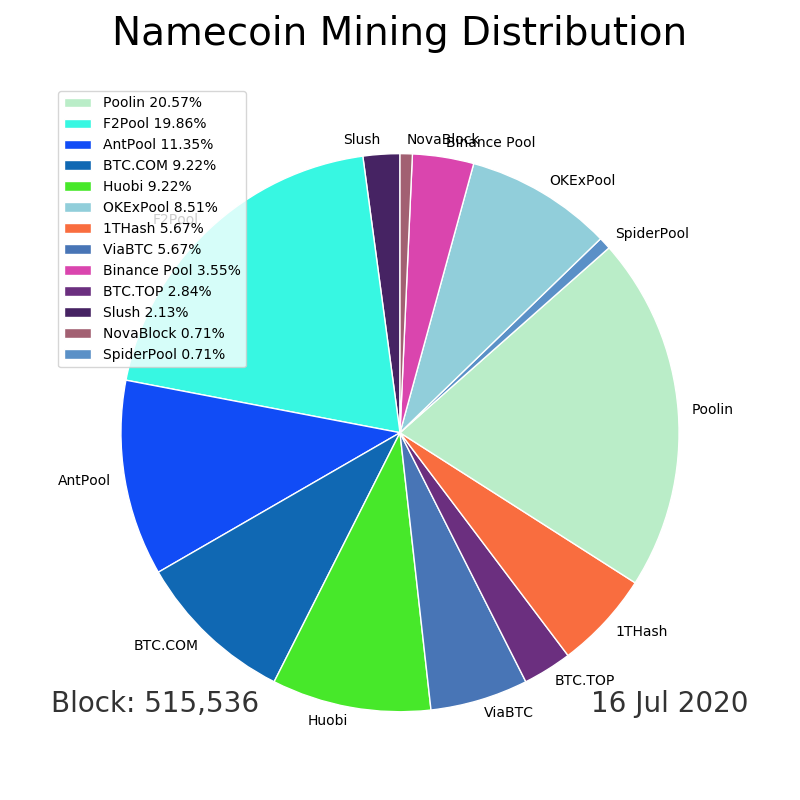 Namecoin Mining Distribution
Poolin 20.57%
F2Pool 19.86%
AntPool 11.35%
BTC.COM 9.22%
Huobi 9.22%
OKExPool 8.51%
1THash 5.67%
ViaBTC 5.67%
Binance Pool 3.55%
BTC.TOP 2.84%
Slush 2.13%
NovaBlock 0.71%
SpiderPool 0.71%
Slush
NovaBlock
Binance Pool
OKExPool
SpiderPool
F2Pool
Poolin
AntPool
1THash
BTC.COM
BTC.TOP
ViaBTC
Huobi
Block: 515,536
16 Jul 2020